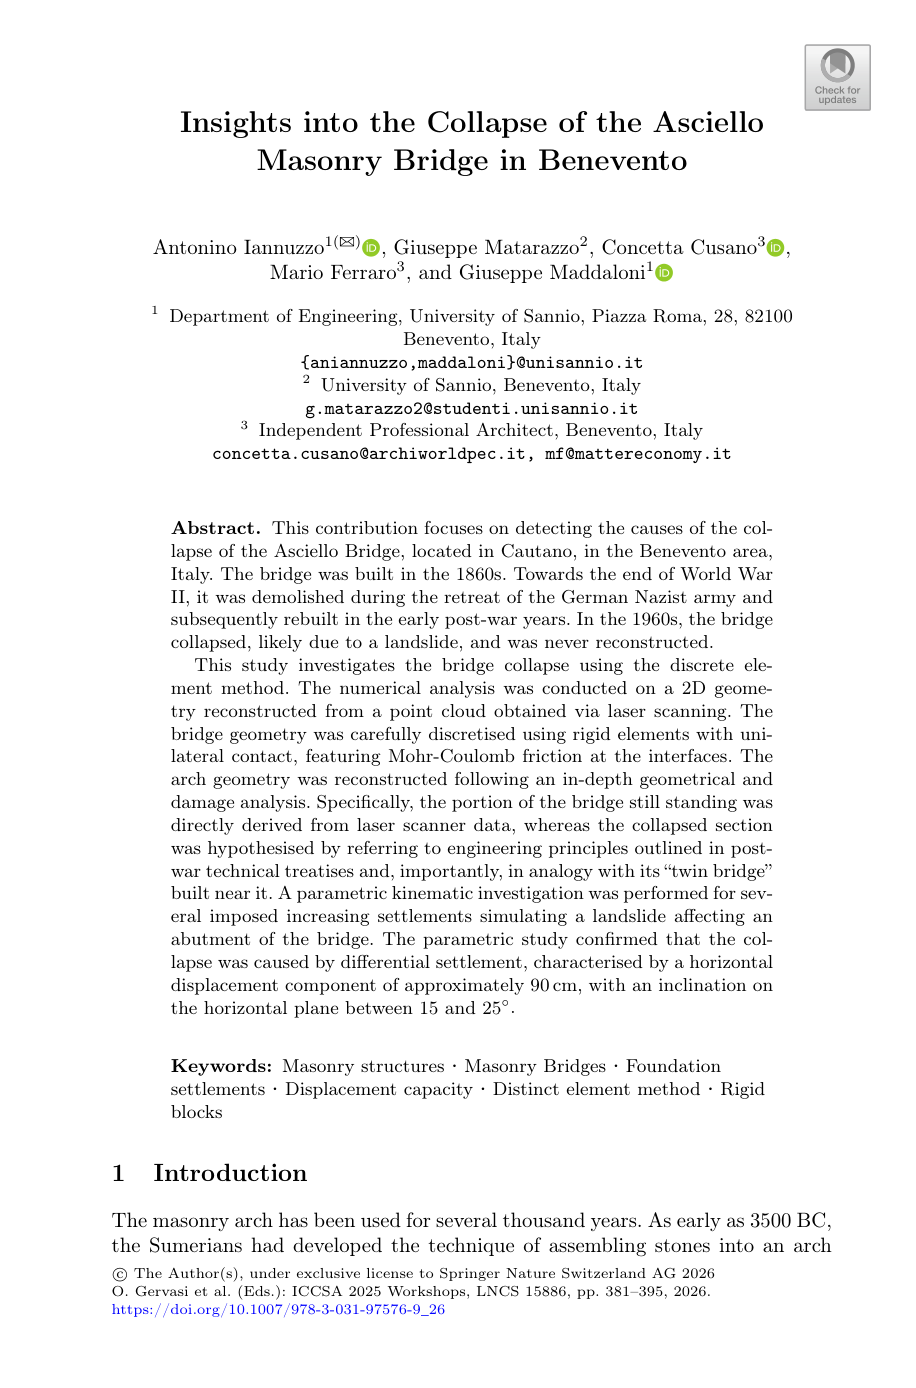 Check for
updates
Insights into the Collapse of the Asciello
Masonry Bridge in Benevento
Antonino Iannuzzo1(✉), Giuseppe Matarazzo2, Concetta Cusano3,
Mario Ferraro3, and Giuseppe Maddaloni1
1 Department of Engineering, University of Sannio, Piazza Roma, 28, 82100
Benevento, Italy
{aniannuzzo,maddaloni}@unisannio.it
2 University of Sannio, Benevento, Italy
g.matarazzo2@studenti.unisannio.it
3 Independent Professional Architect, Benevento, Italy
concetta.cusano@archiworldpec.it, mf@mattereconomy.it
Abstract. This contribution focuses on detecting the causes of the col-
lapse of the Asciello Bridge, located in Cautano, in the Benevento area,
Italy. The bridge was built in the 1860s. Towards the end of World War
II, it was demolished during the retreat of the German Nazist army and
subsequently rebuilt in the early post-war years. In the 1960s, the bridge
collapsed, likely due to a landslide, and was never reconstructed.
This study investigates the bridge collapse using the discrete ele-
ment method. The numerical analysis was conducted on a 2D geome-
try reconstructed from a point cloud obtained via laser scanning. The
bridge geometry was carefully discretised using rigid elements with uni-
lateral contact, featuring Mohr-Coulomb friction at the interfaces. The
arch geometry was reconstructed following an in-depth geometrical and
damage analysis. Specifically, the portion of the bridge still standing was
directly derived from laser scanner data, whereas the collapsed section
was hypothesised by referring to engineering principles outlined in post-
war technical treatises and, importantly, in analogy with its “twin bridge”
built near it. A parametric kinematic investigation was performed for sev-
eral imposed increasing settlements simulating a landslide affecting an
abutment of the bridge. The parametric study confirmed that the col-
lapse was caused by differential settlement, characterised by a horizontal
displacement component of approximately 90 cm, with an inclination on
the horizontal plane between 15 and 25°.
Keywords: Masonry structures · Masonry Bridges · Foundation
settlements · Displacement capacity · Distinct element method · Rigid
blocks
1 Introduction
The masonry arch has been used for several thousand years. As early as 3500 BC,
the Sumerians had developed the technique of assembling stones into an arch
© The Author(s), under exclusive license to Springer Nature Switzerland AG 2026
O. Gervasi et al. (Eds.): ICCSA 2025 Workshops, LNCS 15886, pp. 381–395, 2026.
https://doi.org/10.1007/978-3-031-97576-9_26